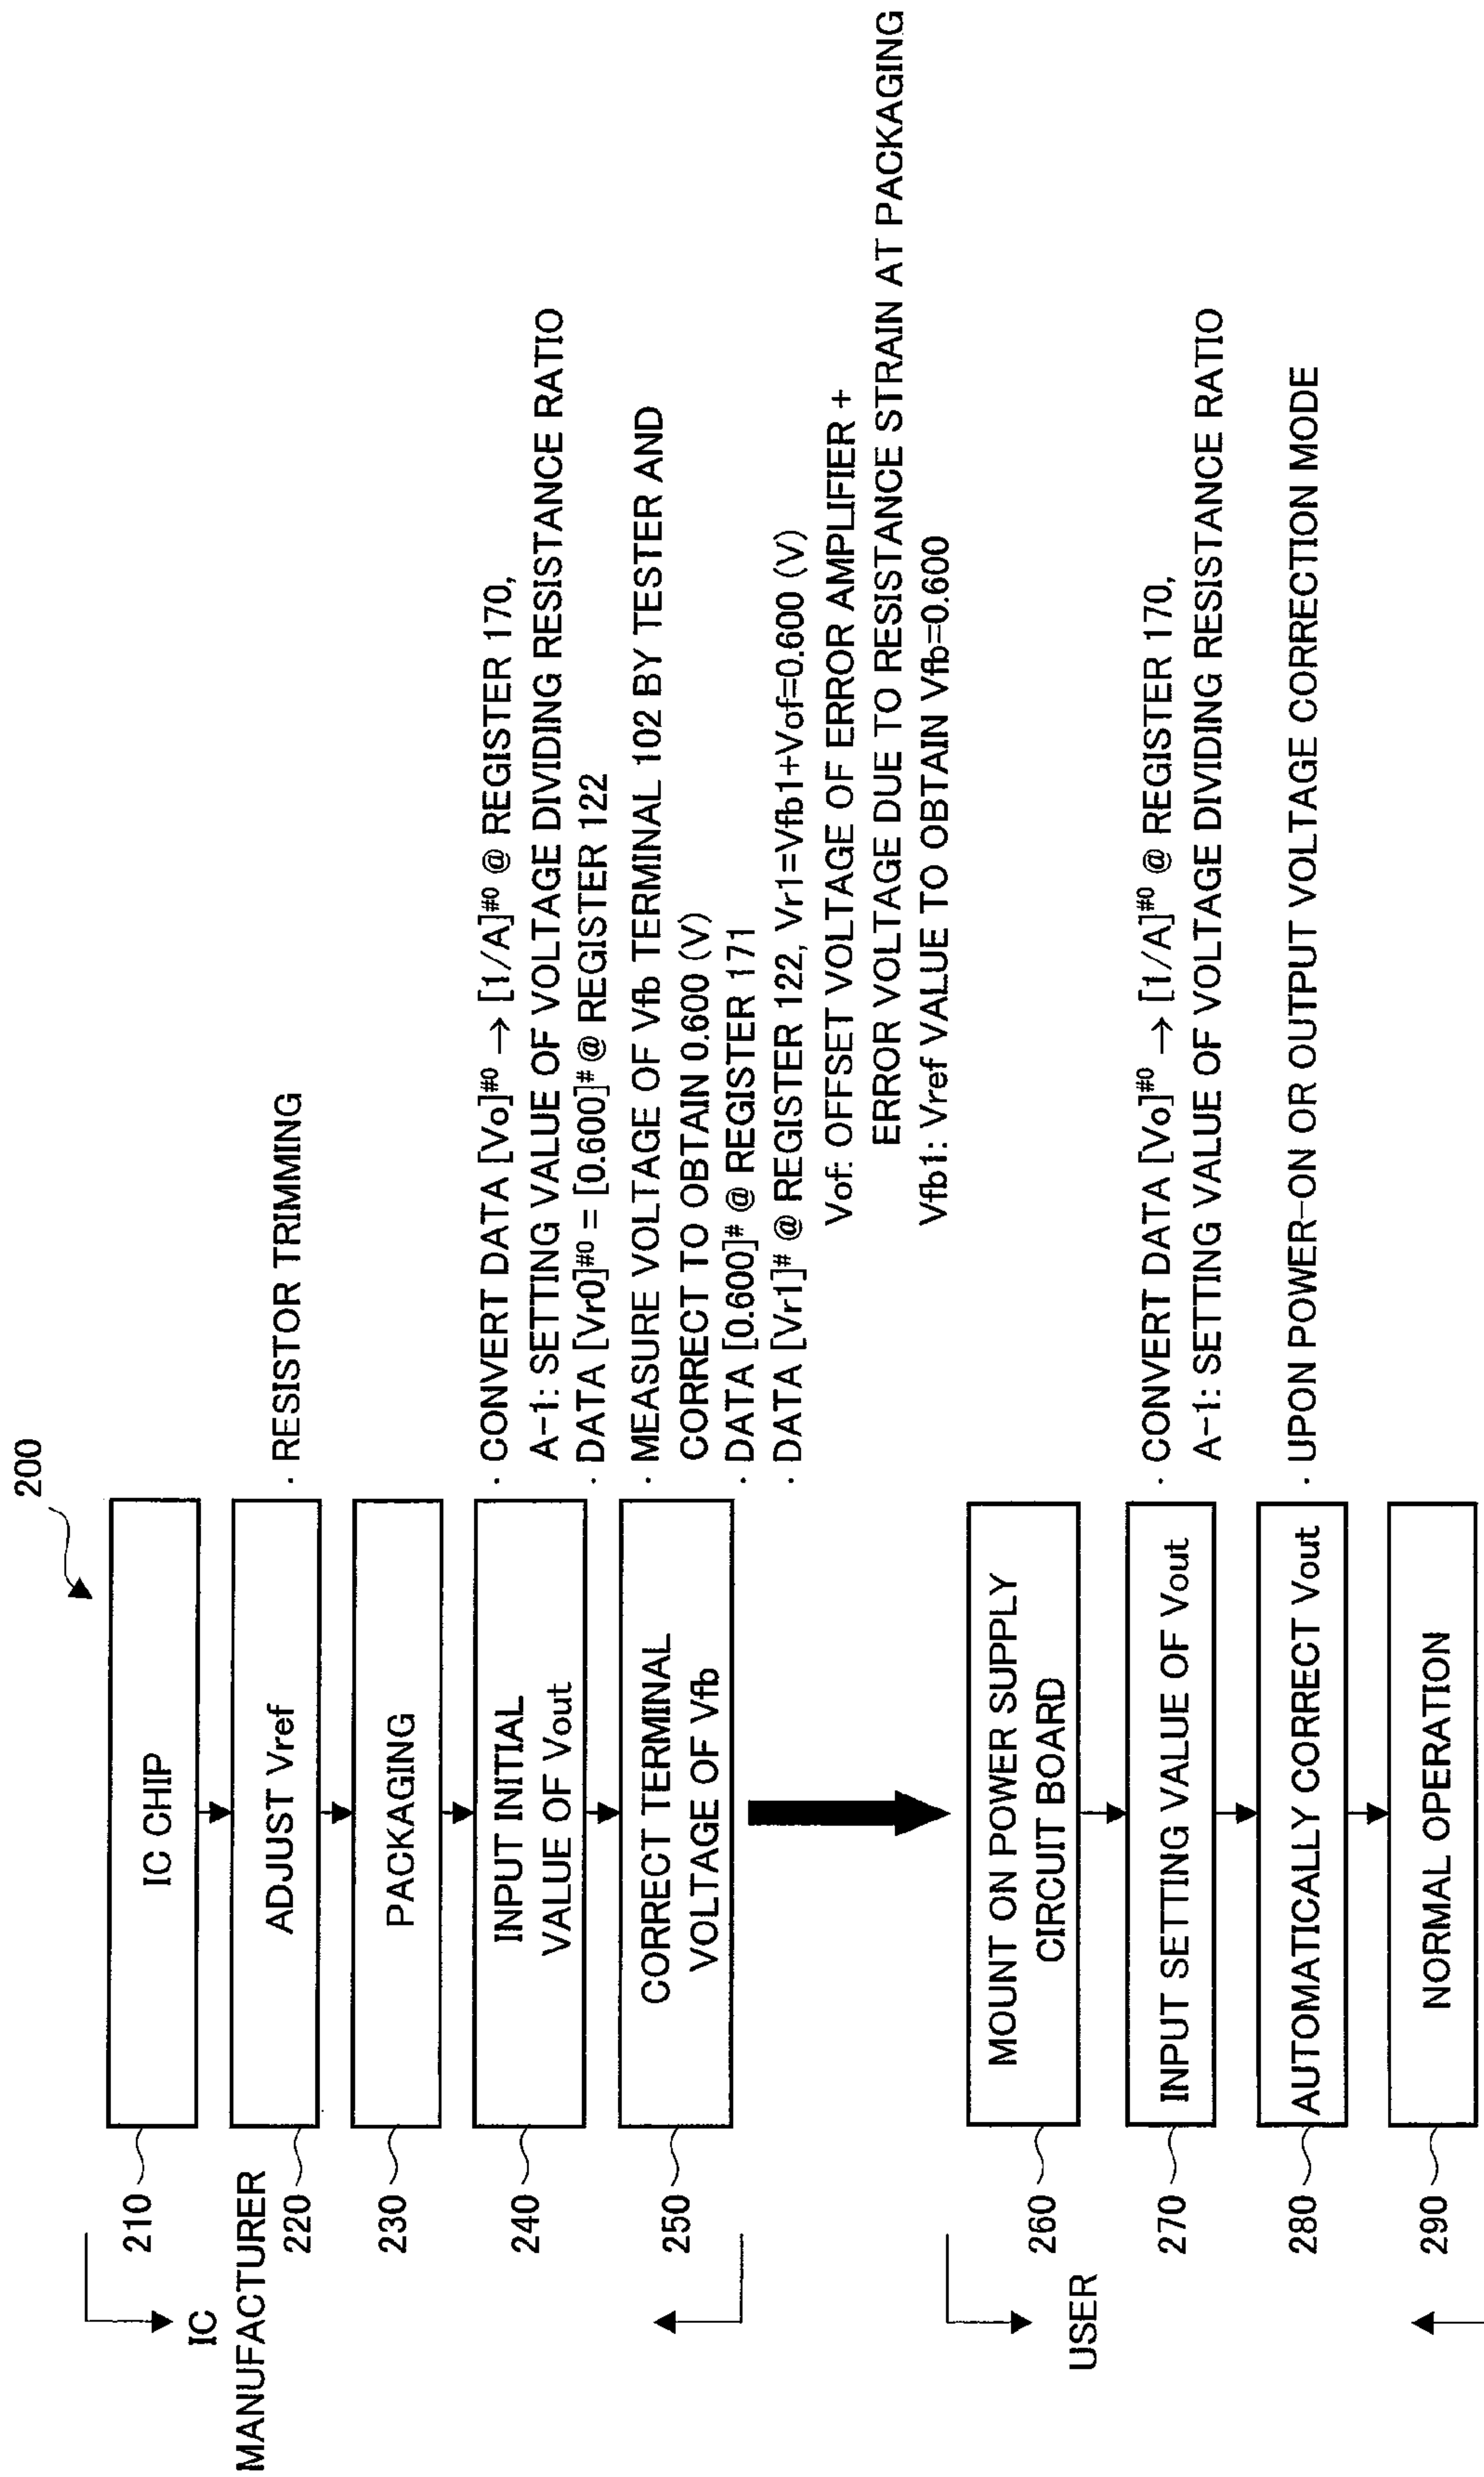 200
IC
MANUFACTURER
210
IC CHIP
220
ADJUST Vref
· RESISTOR TRIMMING
230
PACKAGING
240
INPUT INITIAL
VALUE OF Vout
· CONVERT DATA [Vo]#0 → [1/A]#0 @ REGISTER 170,
A-1: SETTING VALUE OF VOLTAGE DIVIDING RESISTANCE RATIO
· DATA [Vr0]#0 = [0.600]# @ REGISTER 122
250
CORRECT TERMINAL
VOLTAGE OF Vfb
· MEASURE VOLTAGE OF Vfb TERMINAL 102 BY TESTER AND
CORRECT TO OBTAIN 0.600 (V)
· DATA [0.600]# @ REGISTER 171
· DATA [Vr1]# @ REGISTER 122, Vr1=Vfb1+Vof=0.600 (V)
Vof: OFFSET VOLTAGE OF ERROR AMPLIFIER +
ERROR VOLTAGE DUE TO RESISTANCE STRAIN AT PACKAGING
Vfb1: Vref VALUE TO OBTAIN Vfb=0.600
USER
260
MOUNT ON POWER SUPPLY
CIRCUIT BOARD
270
INPUT SETTING VALUE OF Vout
· CONVERT DATA [Vo]#0 → [1/A]#0 @ REGISTER 170,
A-1: SETTING VALUE OF VOLTAGE DIVIDING RESISTANCE RATIO
280
AUTOMATICALLY CORRECT Vout
· UPON POWER-ON OR OUTPUT VOLTAGE CORRECTION MODE
290
NORMAL OPERATION